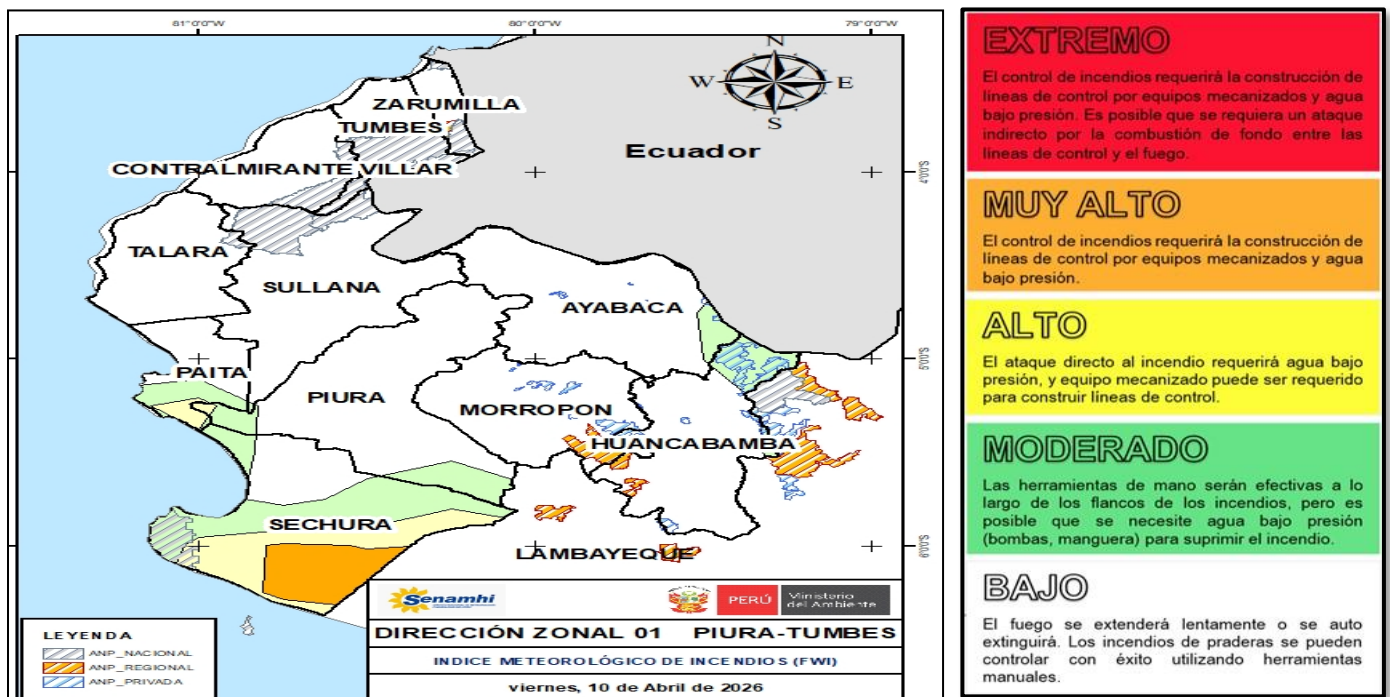 81°0'0"W
80°0'0"W
79°0'0"W
N
W
E
S
ZARUMILLA
TUMBES
Ecuador
CONTRALMIRANTE VILLAR
4°0'0"S
TALARA
SULLANA
AYABACA
5°0'0"S
PAITA
PIURA
MORROPON
HUANCABAMBA
SECHURA
LAMBAYEQUE
6°0'0"S
Senamhi
PERÚ
Ministerio
del Ambiente
DIRECCIÓN ZONAL 01 PIURA-TUMBES
INDICE METEOROLÓGICO DE INCENDIOS (FWI)
viernes, 10 de Abril de 2026
LEYENDA
ANP_NACIONAL
ANP_REGIONAL
ANP_PRIVADA
EXTREMO
El control de incendios requerirá la construcción de
líneas de control por equipos mecanizados y agua
bajo presión. Es posible que se requiera un ataque
indirecto por la combustión de fondo entre las
líneas de control y el fuego.
MUY ALTO
El control de incendios requerirá la construcción de
líneas de control por equipos mecanizados y agua
bajo presión.
ALTO
El ataque directo al incendio requerirá agua bajo
presión, y equipo mecanizado puede ser requerido
para construir líneas de control.
MODERADO
Las herramientas de mano serán efectivas a lo
largo de los flancos de los incendios, pero es
posible que se necesite agua bajo presión
(bombas, manguera) para suprimir el incendio.
BAJO
El fuego se extenderá lentamente o se auto
extinguirá. Los incendios de praderas se pueden
controlar con éxito utilizando herramientas
manuales.